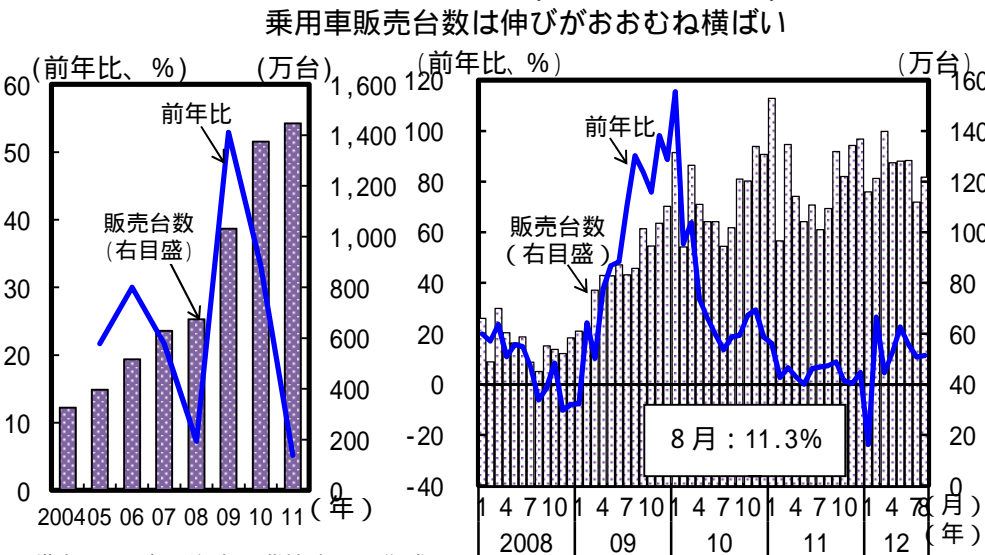 乗用車販売台数は伸びがおおむね横ばい
(前年比、%) (万台)
60 50 40 30 20 10 0
1,600 1,400 1,200 1,000 800 600 400 200 0
前年比
販売台数
(右目盛)
2004 05 06 07 08 09 10 11 (年)
(前年比、%) (万台)
120 100 80 60 40 20 0 -20 -40
160 140 120 100 80 60 40 20 0
前年比
販売台数
(右目盛)
8月:11.3%
1 4 7 10 1 4 7 10 1 4 7 10 1 4 7 10 1 4 7 8 (月)
2008 09 10 11 12 (年)